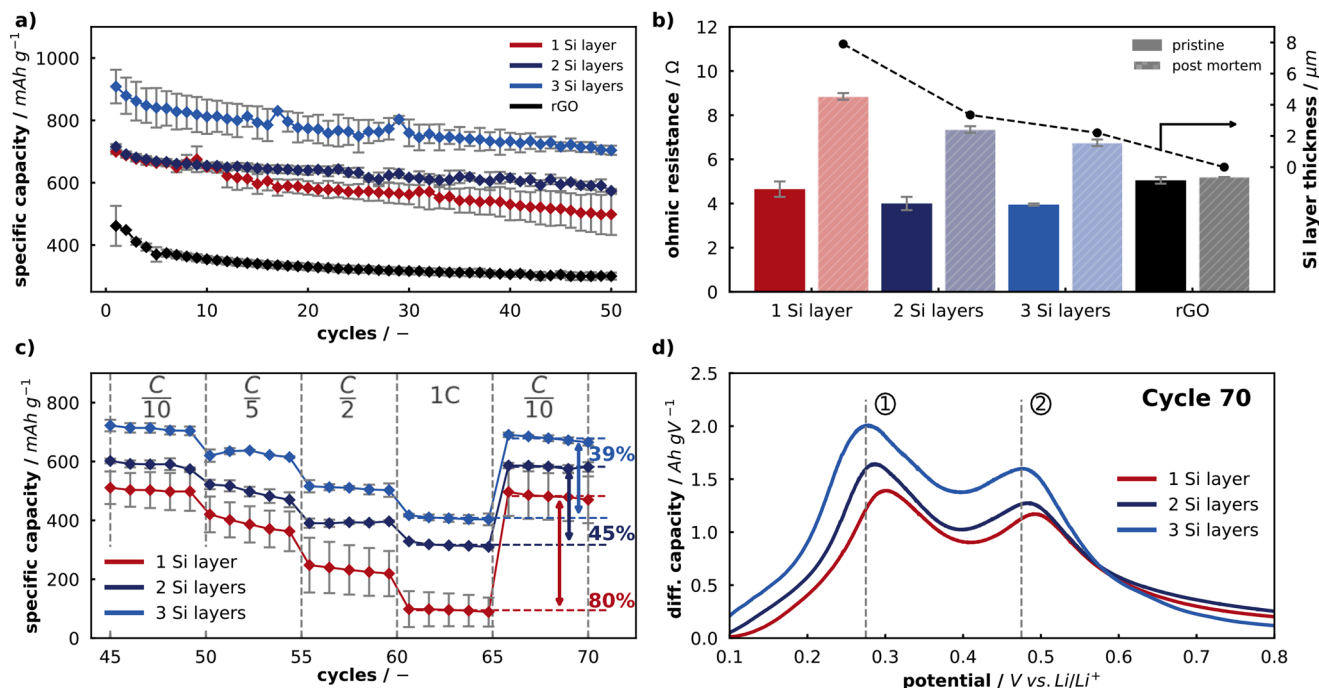 a)
1000
800
600
400
specific capacity / mAh g⁻¹
1 Si layer
2 Si layers
3 Si layers
rGO
10 20 30 40 50
cycles / −
b)
12
10
8
6
4
2
0
ohmic resistance / Ω
pristine
post mortem
8
6
4
2
0
Si layer thickness / μm
1 Si layer 2 Si layers 3 Si layers rGO
c)
800
600
400
200
0
specific capacity / mAh g⁻¹
C/10 C/5 C/2 1C C/10
39%
45%
80%
1 Si layer
2 Si layers
3 Si layers
45 50 55 60 65 70
cycles / −
d)
2.5
2.0
1.5
1.0
0.5
0.0
diff. capacity / Ah gV⁻¹
① ② Cycle 70
1 Si layer
2 Si layers
3 Si layers
0.1 0.2 0.3 0.4 0.5 0.6 0.7 0.8
potential / V vs. Li/Li⁺